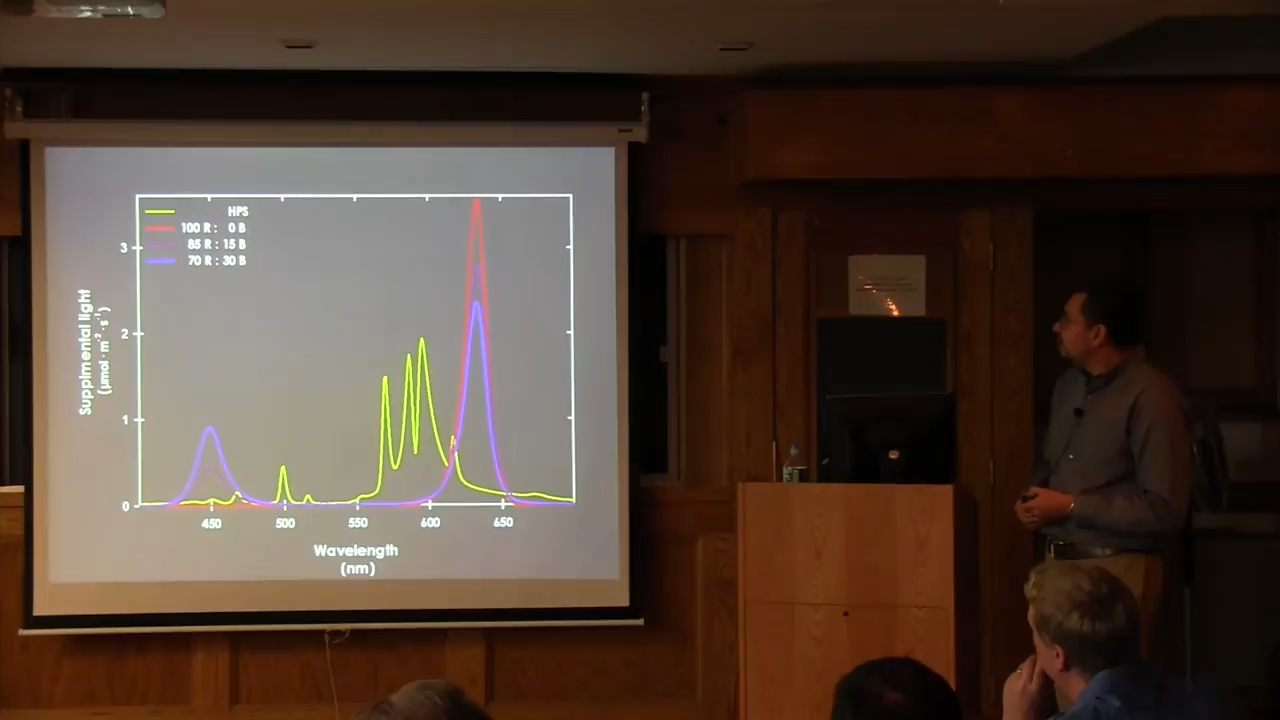 HPS
100 R : 0 B
85 R : 15 B
70 R : 30 B
3
2
1
0
Supplmental light
(µmol · m⁻² · s⁻¹)
450
500
550
600
650
Wavelength
(nm)